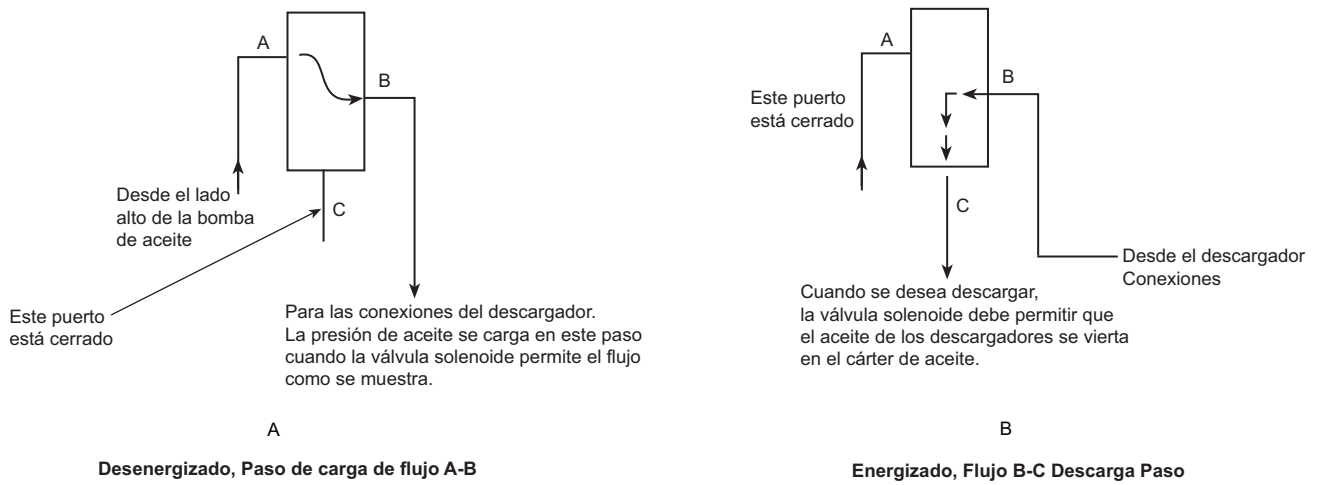 A
B
Desde el lado
alto de la bomba
de aceite
C
Este puerto
está cerrado
Para las conexiones del descargador.
La presión de aceite se carga en este paso
cuando la válvula solenoide permite el flujo
como se muestra.
A
Desenergizado, Paso de carga de flujo A-B
A
B
Este puerto
está cerrado
C
Desde el descargador
Conexiones
Cuando se desea descargar,
la válvula solenoide debe permitir que
el aceite de los descargadores se vierta
en el cárter de aceite.
B
Energizado, Flujo B-C Descarga Paso